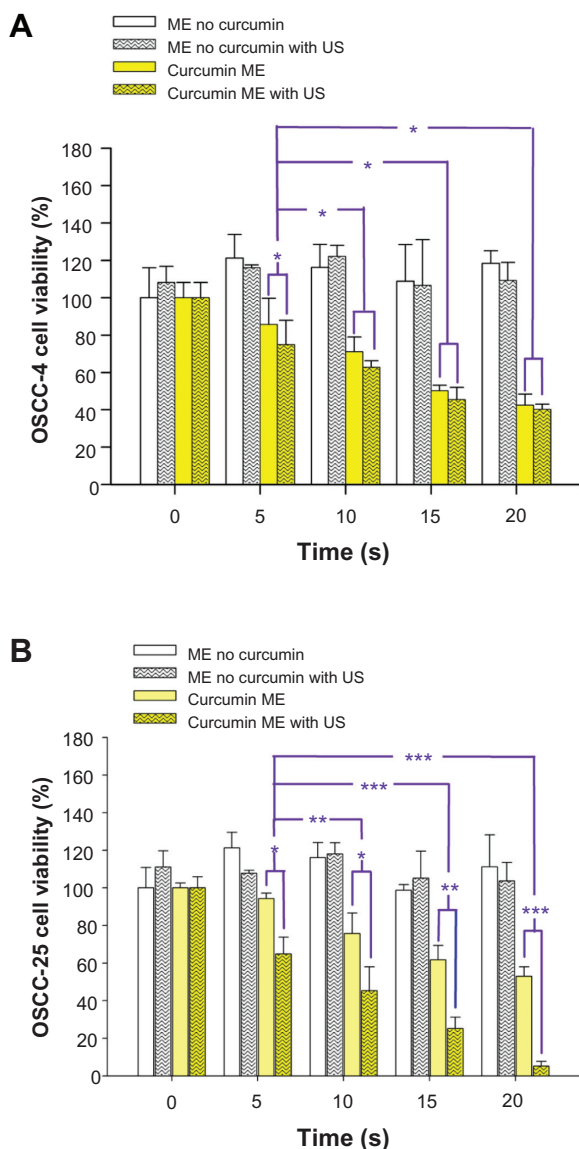 A
ME no curcumin
ME no curcumin with US
Curcumin ME
Curcumin ME with US
OSCC-4 cell viability (%)
180
160
140
120
100
80
60
40
20
0
*
*
*
*
0 5 10 15 20
Time (s)
B
ME no curcumin
ME no curcumin with US
Curcumin ME
Curcumin ME with US
OSCC-25 cell viability (%)
180
160
140
120
100
80
60
40
20
0
***
***
**
* * ** ***
0 5 10 15 20
Time (s)